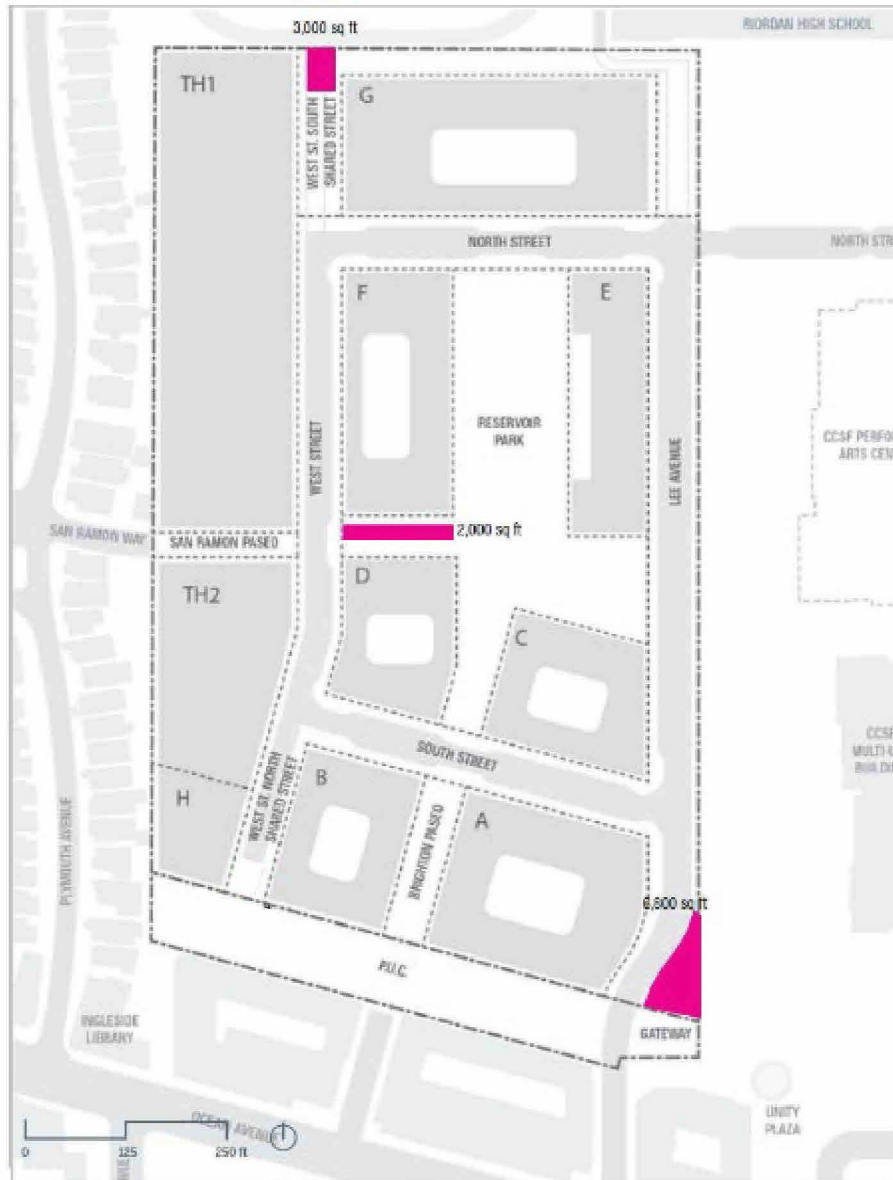 3,000 sq ft
RIORDAN HIGH SCHOOL
TH1
G
WEST ST. SOUTH
SHARED STREET
NORTH STREET
NORTH STR
F
E
RESERVOIR
PARK
WEST STREET
LEE AVENUE
CCSF PERFO
ARTS CEN
2,000 sq ft
SAN RAMON WAY
SAN RAMON PASEO
TH2
D
C
CCSF
MULTI-U
BUILD
SOUTH STREET
H
WEST ST. NORTH
SHARED STREET
B
A
BRIGHTON PASEO
PLYMOUTH AVENUE
6,800 sq ft
P.U.C.
GATEWAY
INGLESIDE
LIBRARY
OCEAN AVENUE
UNITY
PLAZA
0
125
250 ft